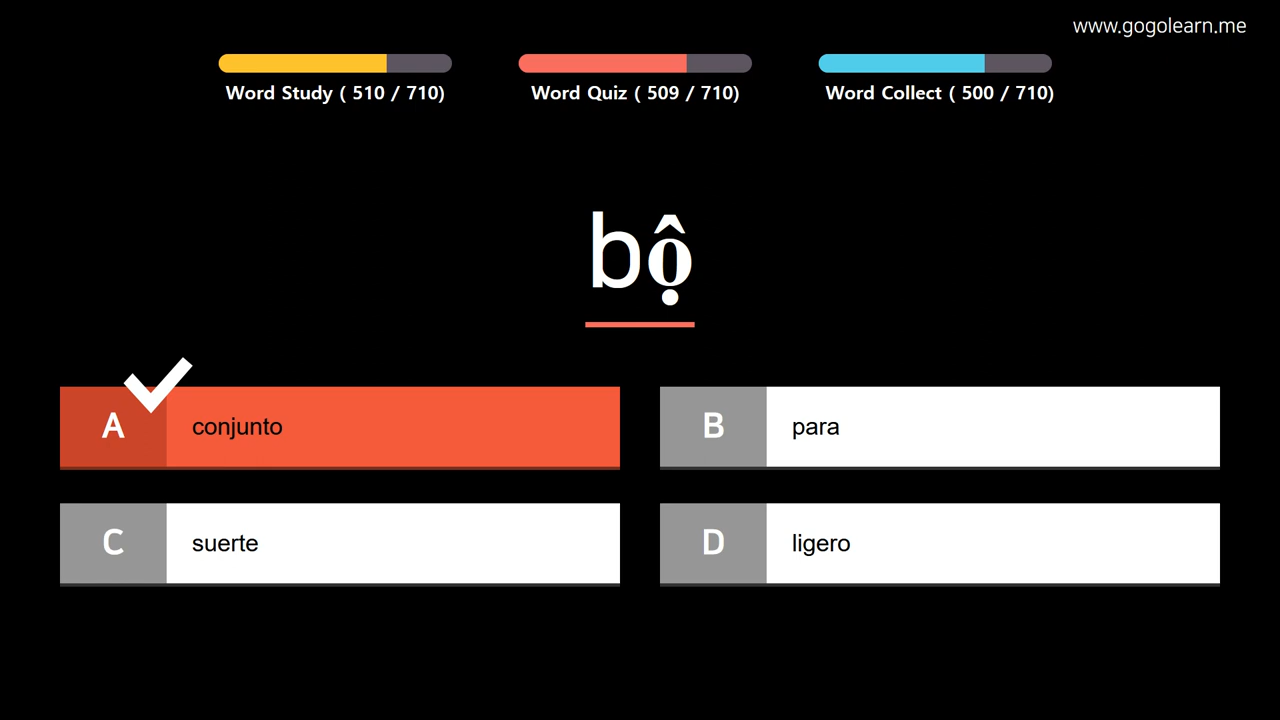 www.gogolearn.me
Word Study ( 510 / 710)
Word Quiz ( 509 / 710)
Word Collect ( 500 / 710)
bộ
A conjunto
B para
C suerte
D ligero